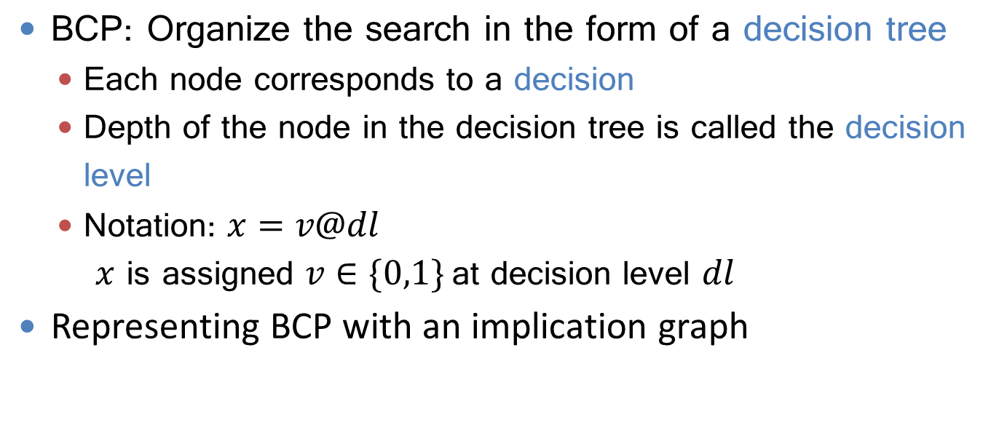 • BCP: Organize the search in the form of a decision tree
• Each node corresponds to a decision
• Depth of the node in the decision tree is called the decision
level
• Notation: x = v@dl
x is assigned v ∈ {0,1} at decision level dl
• Representing BCP with an implication graph